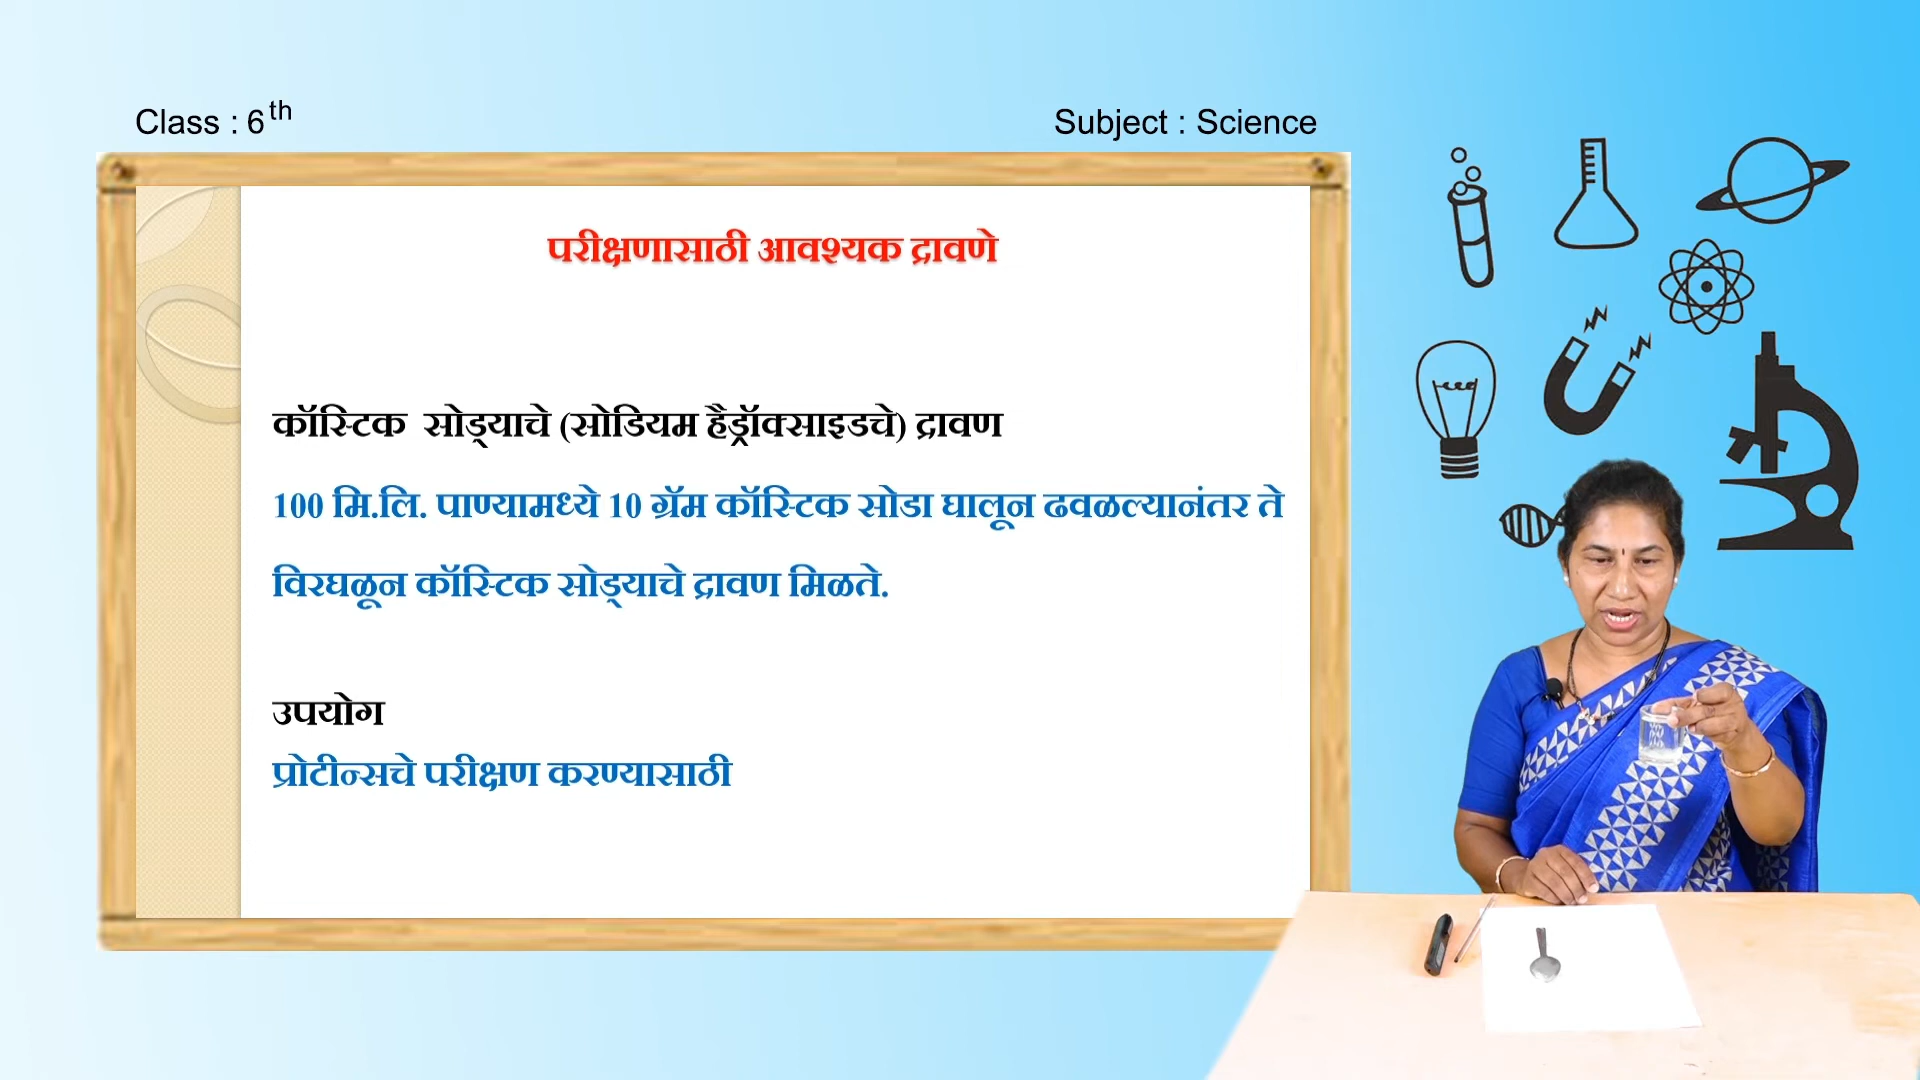 Class : 6th
Subject : Science
परीक्षणासाठी आवश्यक द्रावणे
कॉस्टिक सोड्याचे (सोडियम हैड्रॉक्साइडचे) द्रावण
100 मि.लि. पाण्यामध्ये 10 ग्रॅम कॉस्टिक सोडा घालून ढवळल्यानंतर ते
विरघळून कॉस्टिक सोड्याचे द्रावण मिळते.
उपयोग
प्रोटीन्सचे परीक्षण करण्यासाठी